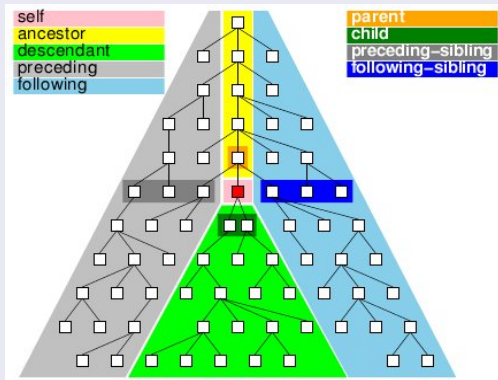 self
ancestor
descendant
preceding
following
parent
child
preceding-sibling
following-sibling